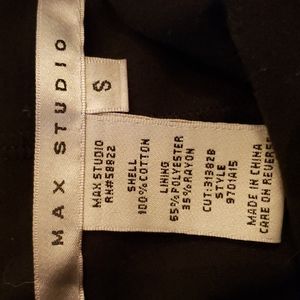 MAX STUDIO
S
MAX STUDIO
RN#58822
SHELL
100%COTTON
LINING
65%POLYESTER
35%RAYON
CUT:31382B
STYLE
9701A15
MADE IN CHINA
CARE ON REVERSE